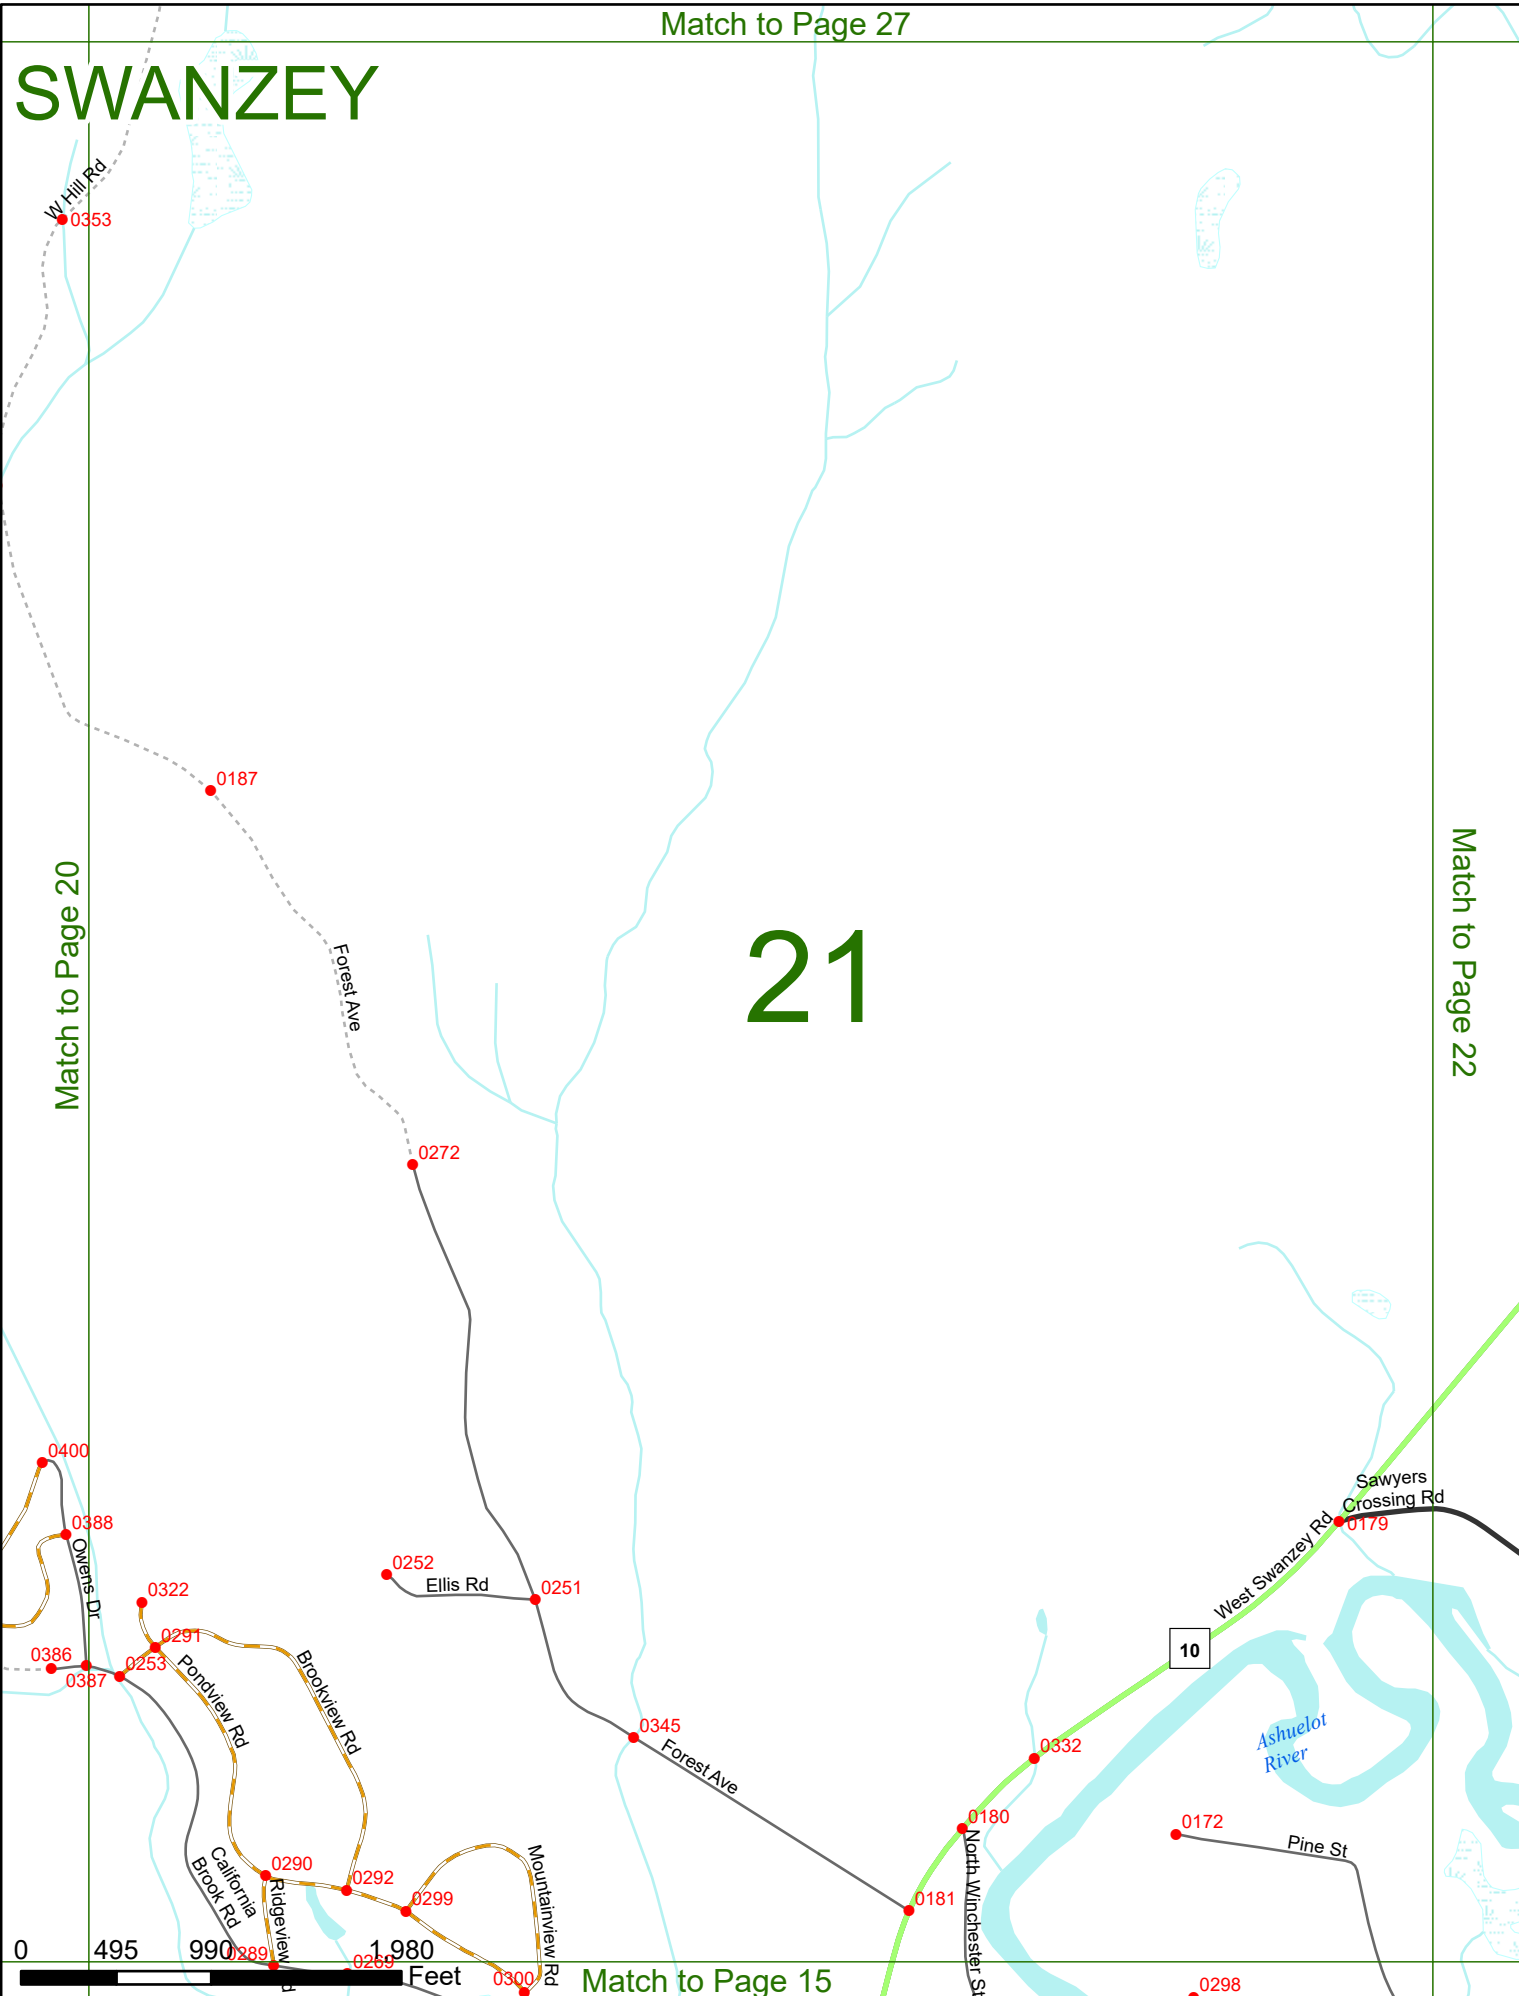 Match to Page 27
SWANZEY
W Hill Rd
0353
0187
Match to Page 20
Forest Ave
21
Match to Page 22
0272
0400
0388
Owens Dr
0252
Ellis Rd
0251
0322
0291
0386
0387
0253
Pondview Rd
Brookview Rd
Sawyers
Crossing Rd
0179
West Swanzey Rd
10
Ashuelot
River
0345
Forest Ave
0332
0180
0172
Pine St
North Winchester St
0181
0290
0292
0299
Mountainview Rd
California
Brook Rd
Ridgeview Rd
0289
0269
0300
0298
0 495 990 1,980
Feet
Match to Page 15